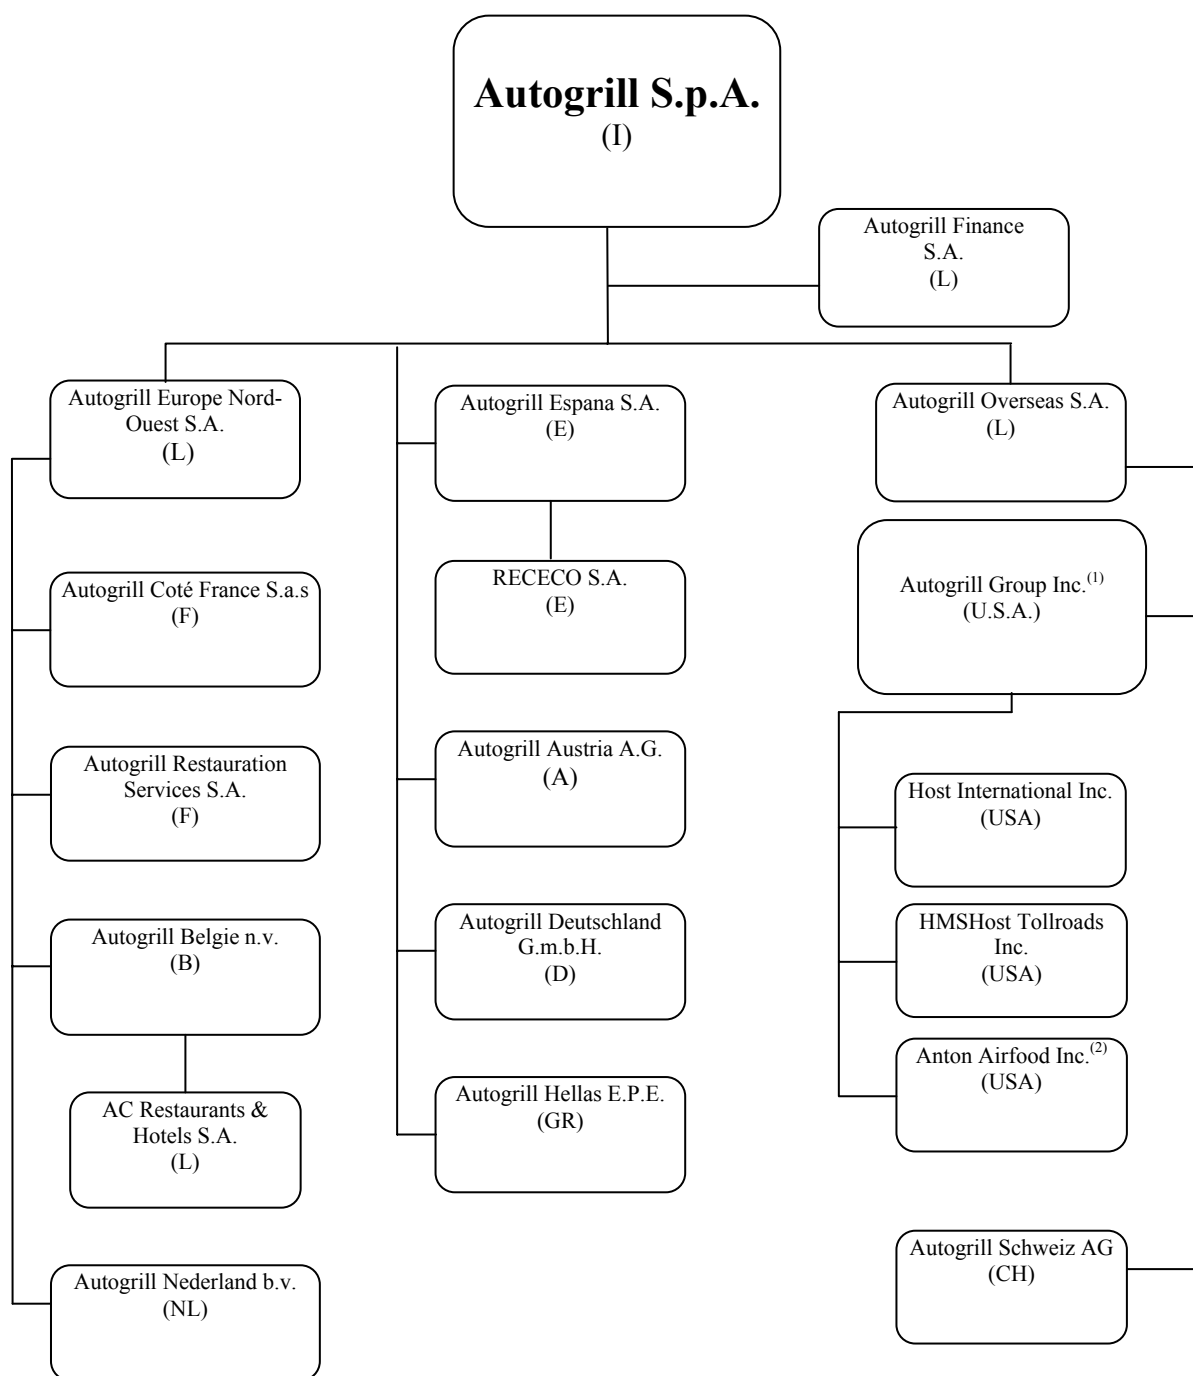 Autogrill S.p.A.
(I)
Autogrill Finance
S.A.
(L)
Autogrill Europe Nord-
Ouest S.A.
(L)
Autogrill Espana S.A.
(E)
Autogrill Overseas S.A.
(L)
Autogrill Coté France S.a.s
(F)
RECECO S.A.
(E)
Autogrill Group Inc.(1)
(U.S.A.)
Autogrill Restauration
Services S.A.
(F)
Autogrill Austria A.G.
(A)
Host International Inc.
(USA)
Autogrill Belgie n.v.
(B)
Autogrill Deutschland
G.m.b.H.
(D)
HMSHost Tollroads
Inc.
(USA)
AC Restaurants &
Hotels S.A.
(L)
Autogrill Hellas E.P.E.
(GR)
Anton Airfood Inc.(2)
(USA)
Autogrill Nederland b.v.
(NL)
Autogrill Schweiz AG
(CH)